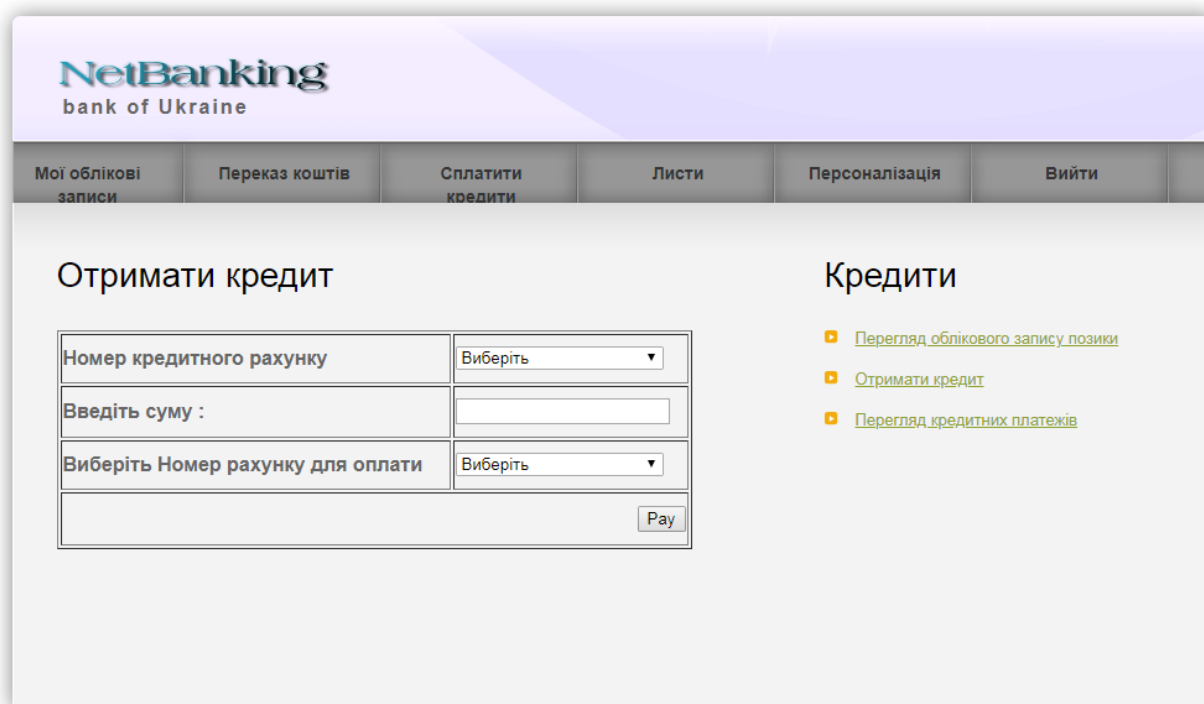 NetBanking
bank of Ukraine
Мої облікові записи
Переказ коштів
Сплатити кредити
Листи
Персоналізація
Вийти
Отримати кредит
Номер кредитного рахунку
Виберіть
Введіть суму :
Виберіть Номер рахунку для оплати
Виберіть
Pay
Кредити
Перегляд облікового запису позики
Отримати кредит
Перегляд кредитних платежів